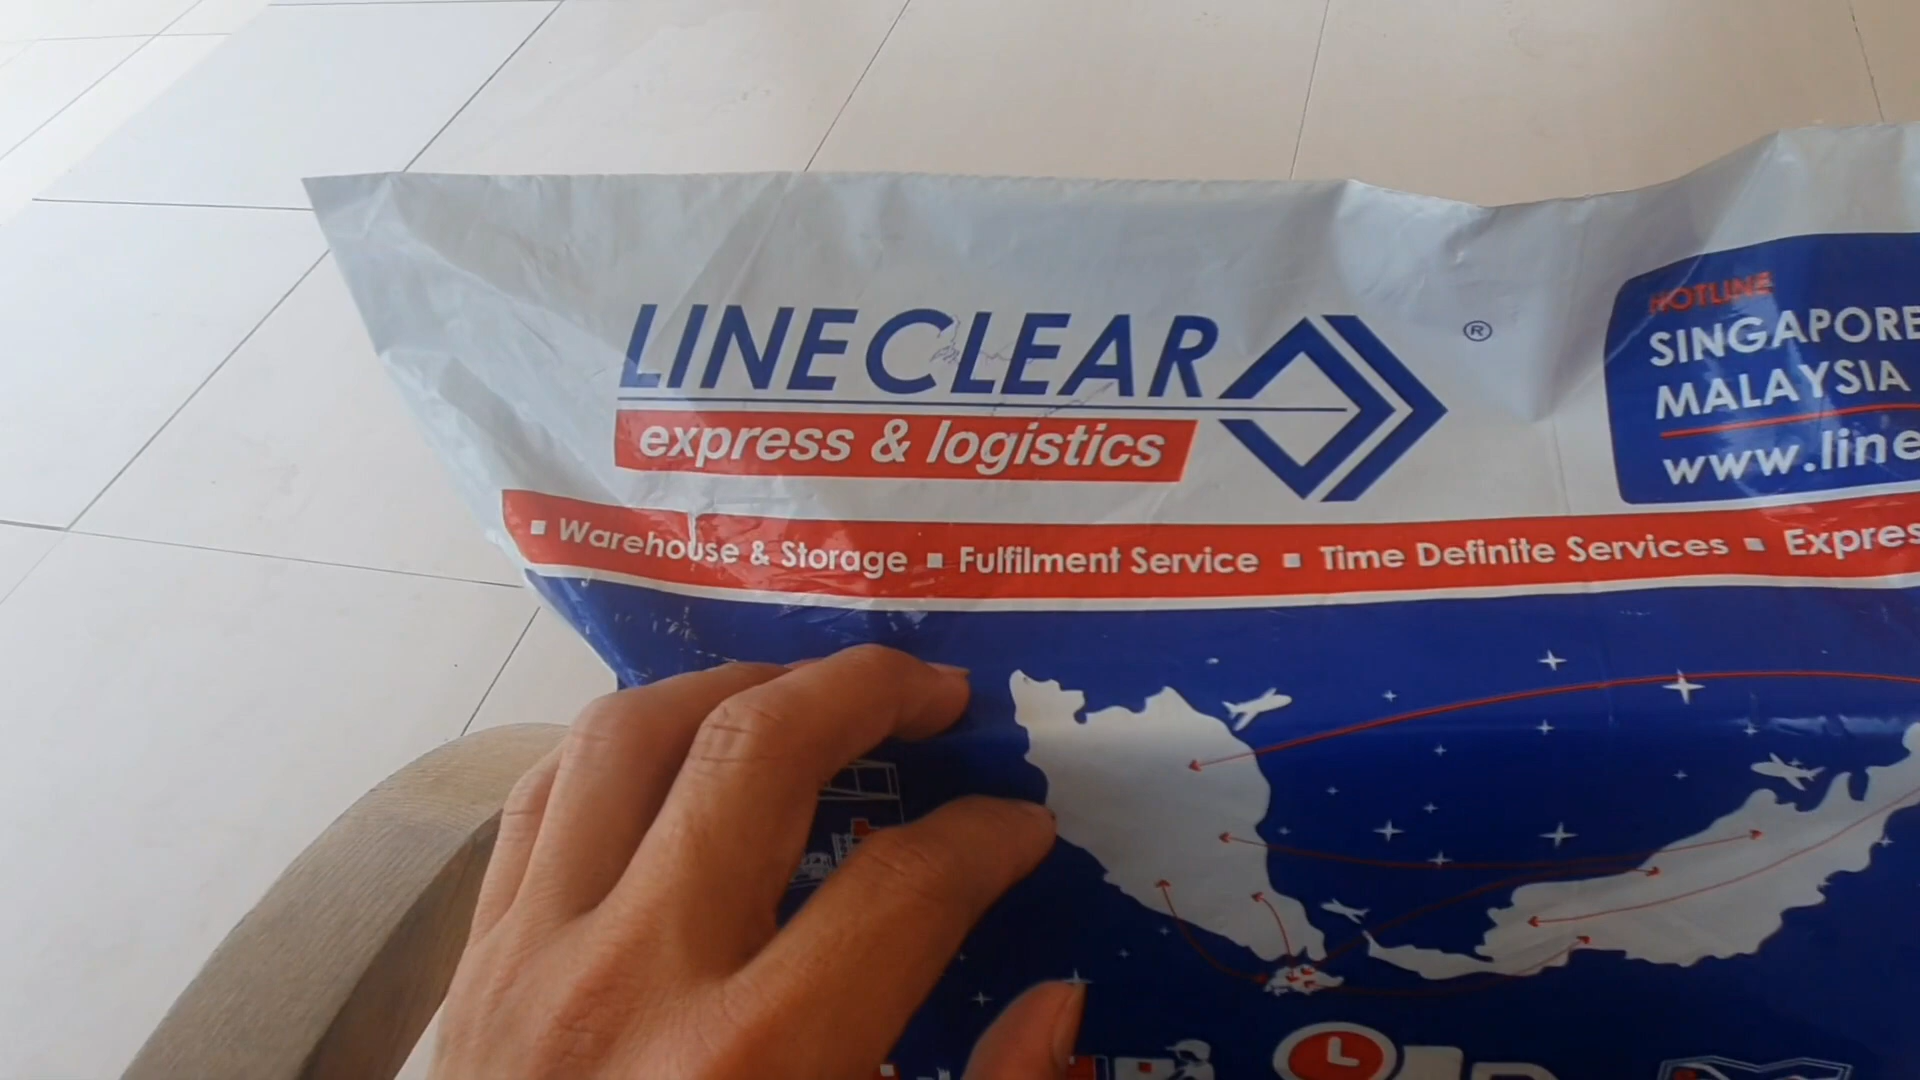 LINE CLEAR
®
express & logistics
HOTLINE
SINGAPORE
MALAYSIA
www.line
▪ Warehouse & Storage ▪ Fulfilment Service ▪ Time Definite Services ▪ Expres